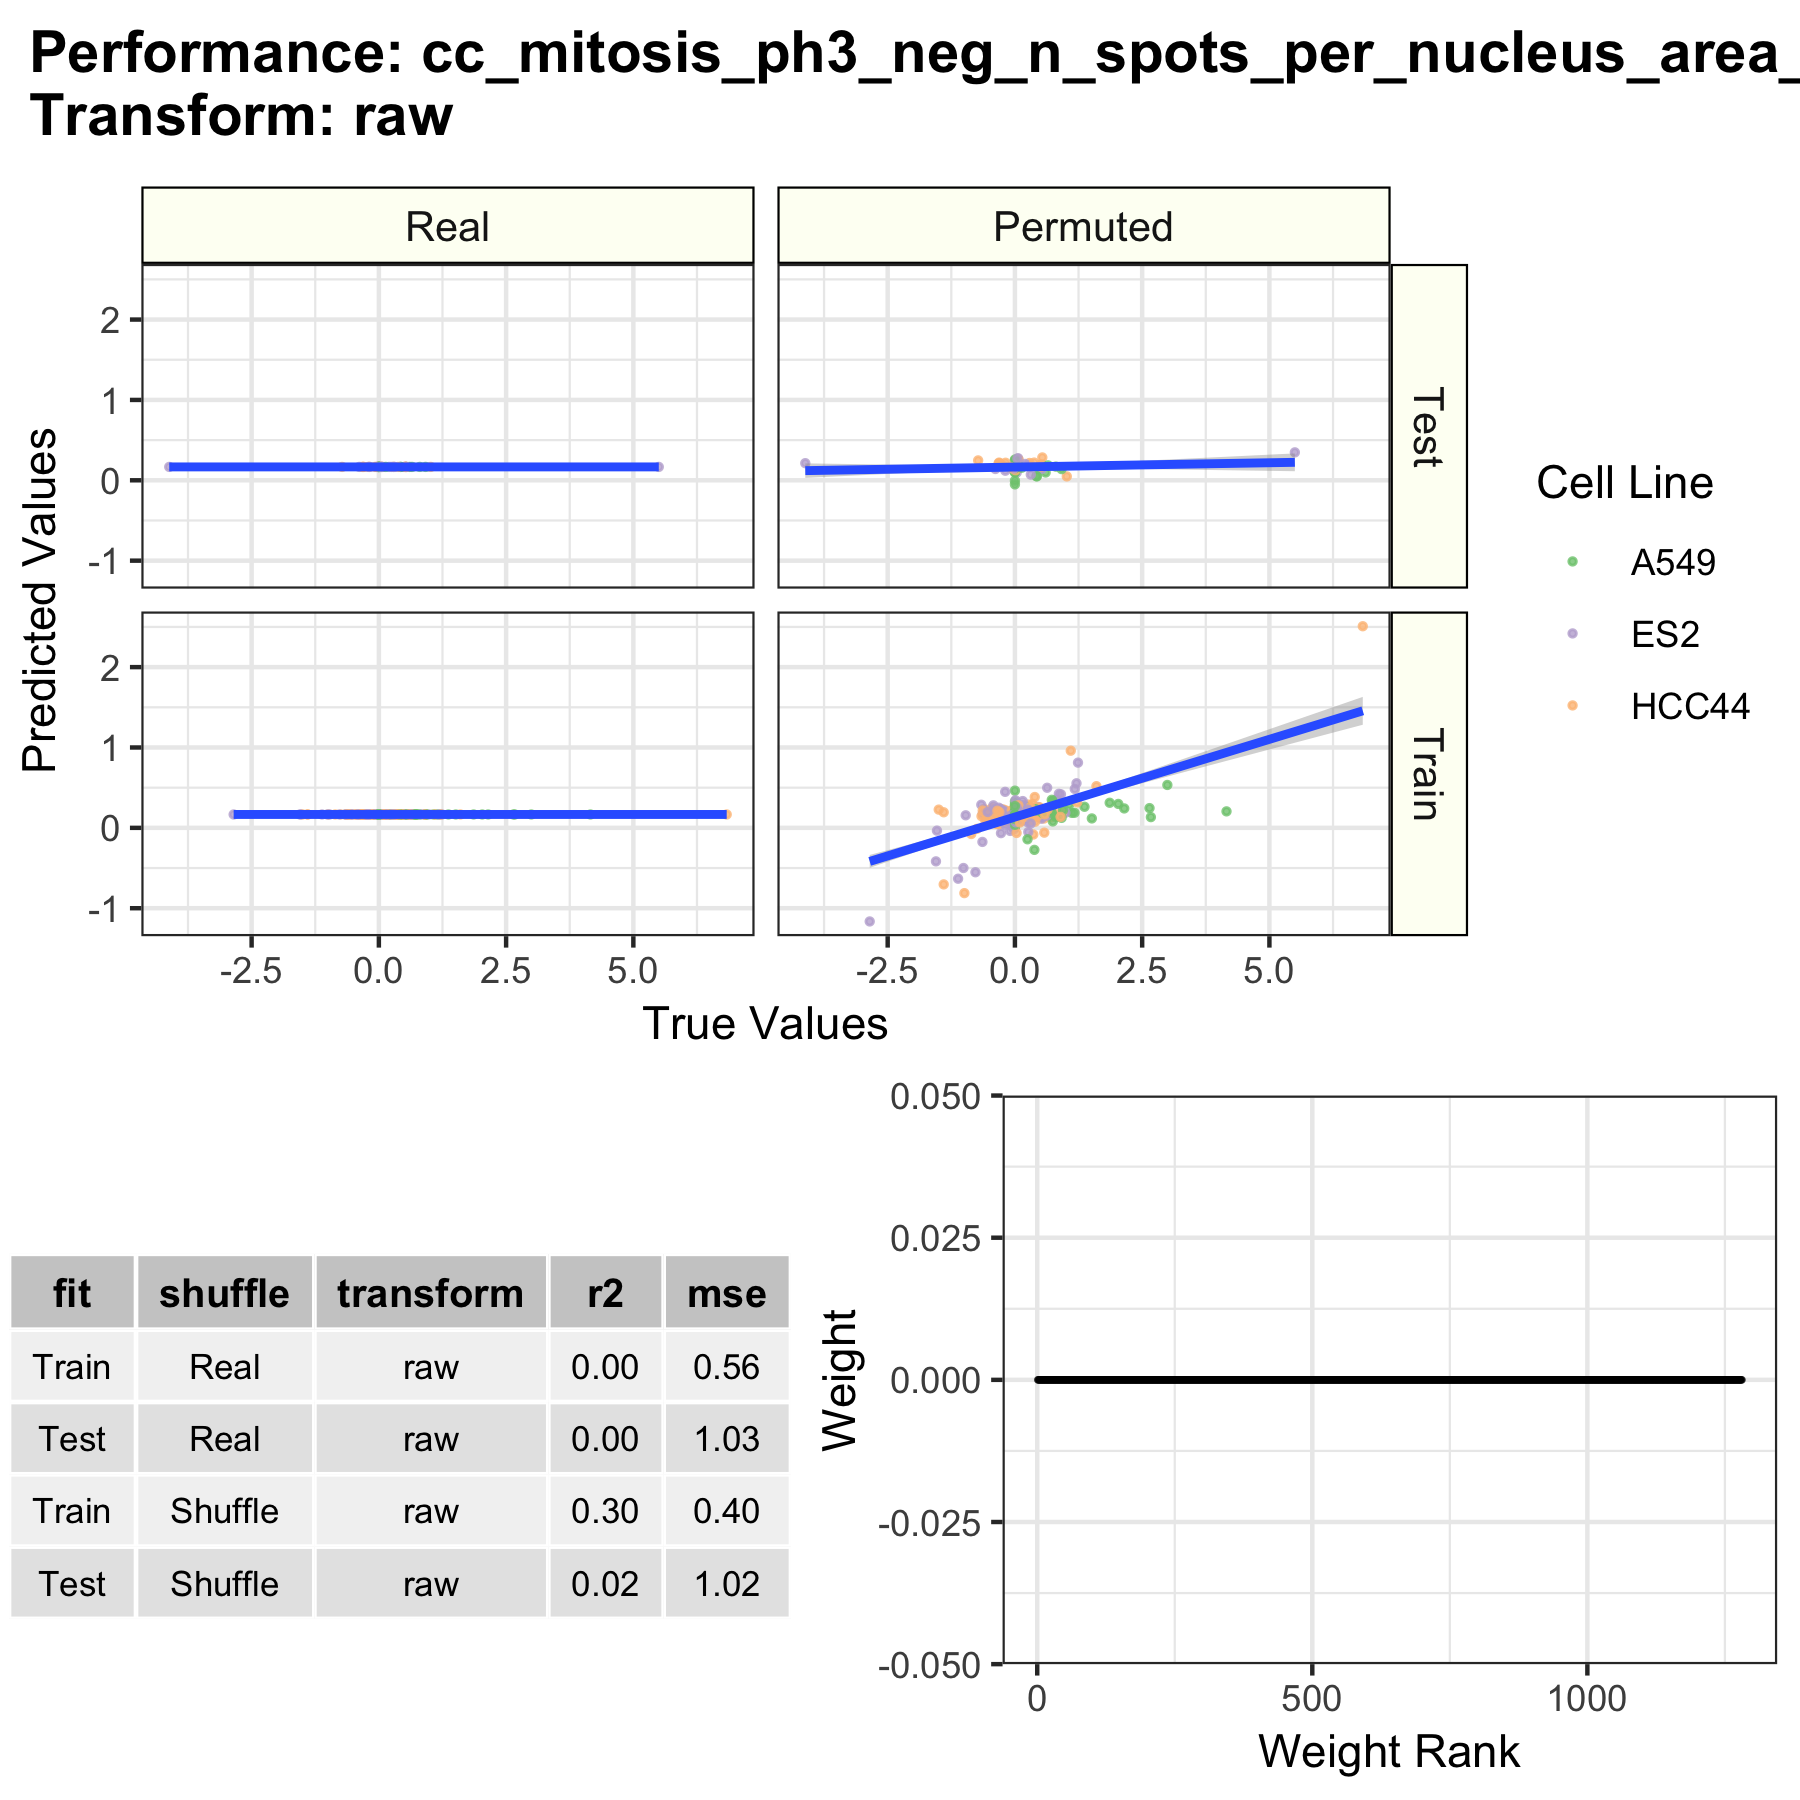 Performance: cc_mitosis_ph3_neg_n_spots_per_nucleus_area_
Transform: raw
Real
Permuted
2
1
0
-1
Test
2
1
0
-1
Train
Predicted Values
-2.5 0.0 2.5 5.0
-2.5 0.0 2.5 5.0
True Values
Cell Line
A549
ES2
HCC44
fit shuffle transform r2 mse
Train Real raw 0.00 0.56
Test Real raw 0.00 1.03
Train Shuffle raw 0.30 0.40
Test Shuffle raw 0.02 1.02
0.050
0.025
0.000
-0.025
-0.050
Weight
0 500 1000
Weight Rank